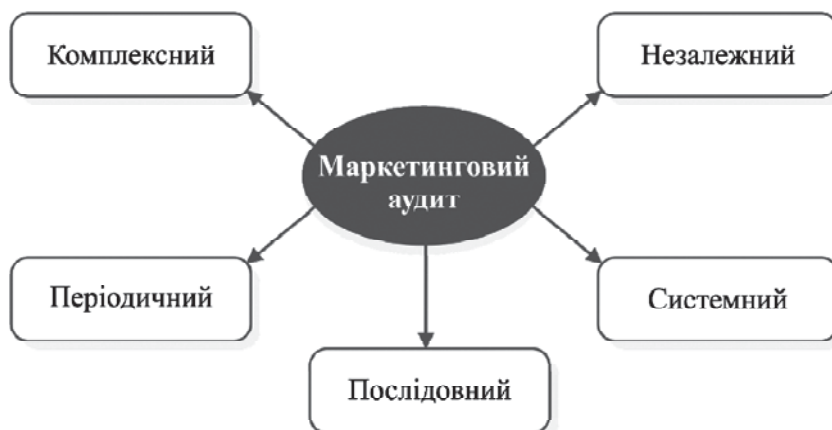 Комплексний
Незалежний
Маркетинговий
аудит
Періодичний
Системний
Послідовний